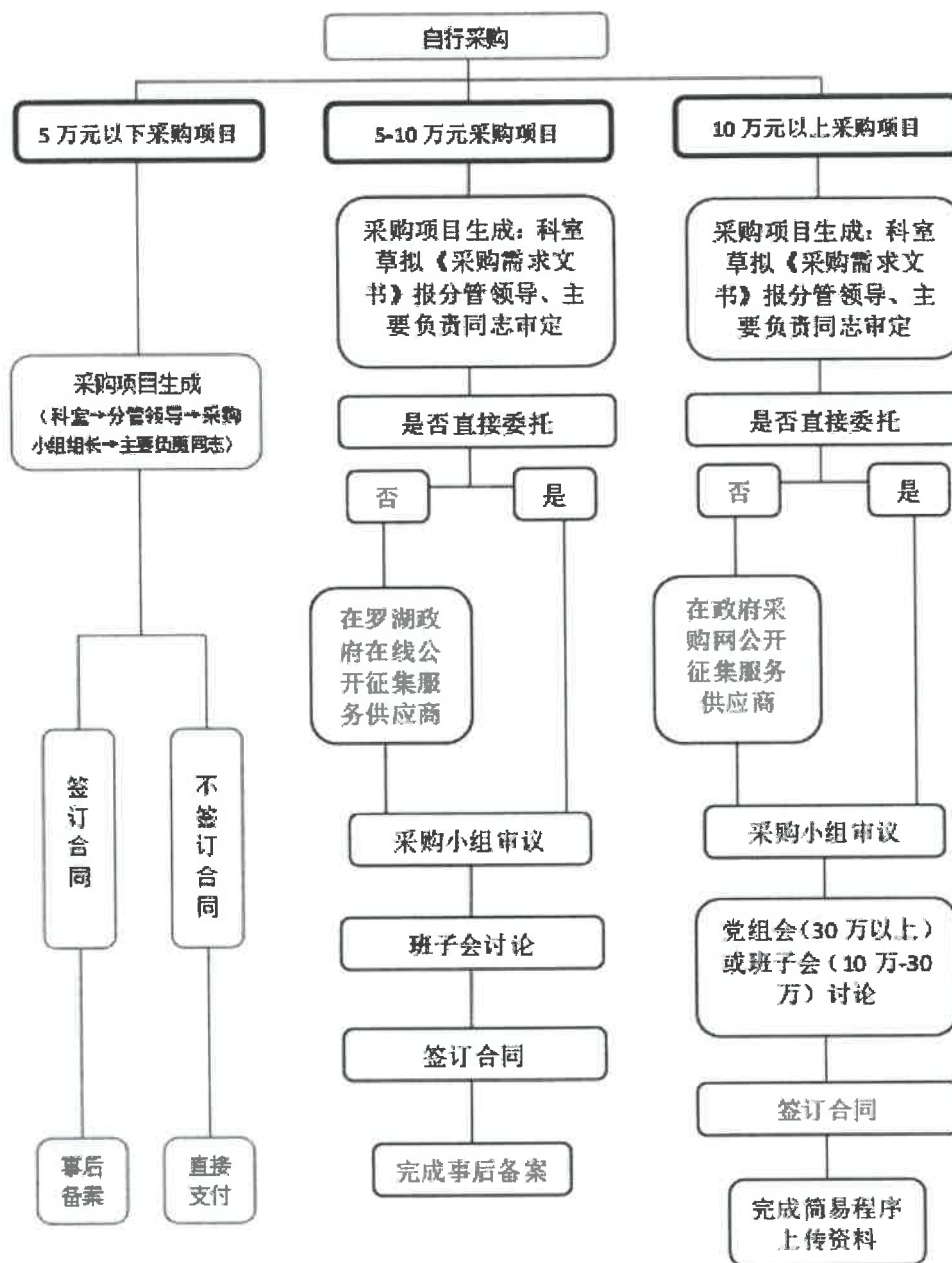 自行采购
5 万元以下采购项目
5-10 万元采购项目
10 万元以上采购项目
采购项目生成
（科室→分管领导→采购
小组组长→主要负责同志）
签订合同
不签订合同
事后
备案
直接
支付
采购项目生成：科室
草拟《采购需求文
书》报分管领导、主
要负责同志审定
是否直接委托
否
是
在罗湖政
府在线公
开征集服
务供应商
采购小组审议
班子会讨论
签订合同
完成事后备案
采购项目生成：科室
草拟《采购需求文
书》报分管领导、主
要负责同志审定
是否直接委托
否
是
在政府采
购网公开
征集服务
供应商
采购小组审议
党组会（30 万以上）
或班子会（10 万-30
万）讨论
签订合同
完成简易程序
上传资料